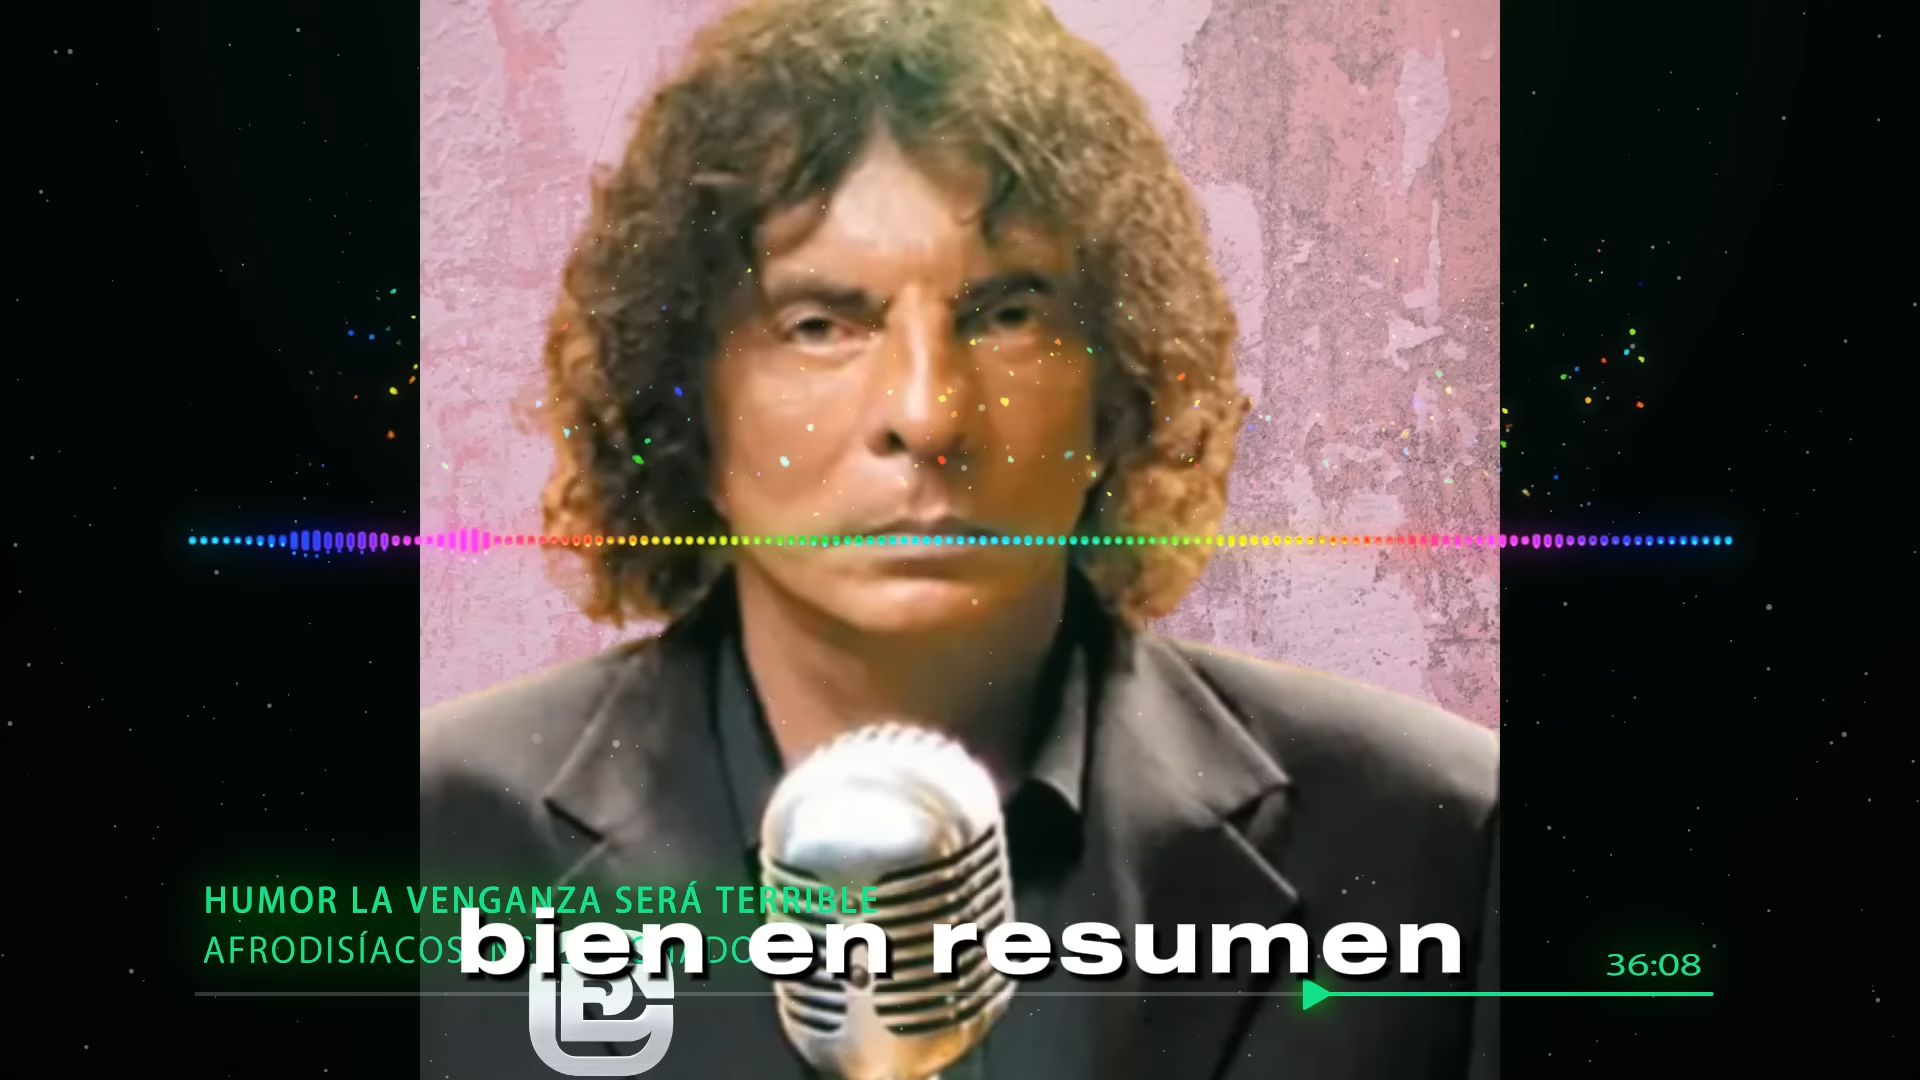 HUMOR LA VENGANZA SERÁ TERRIBLE
AFRODISÍACOS
bien en resumen
36:08